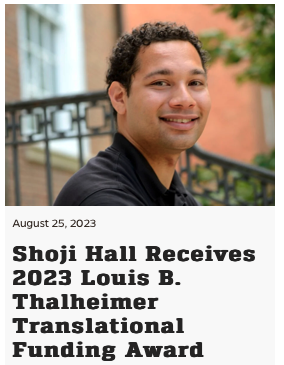 August 25, 2023
Shoji Hall Receives
2023 Louis B.
Thalheimer
Translational
Funding Award